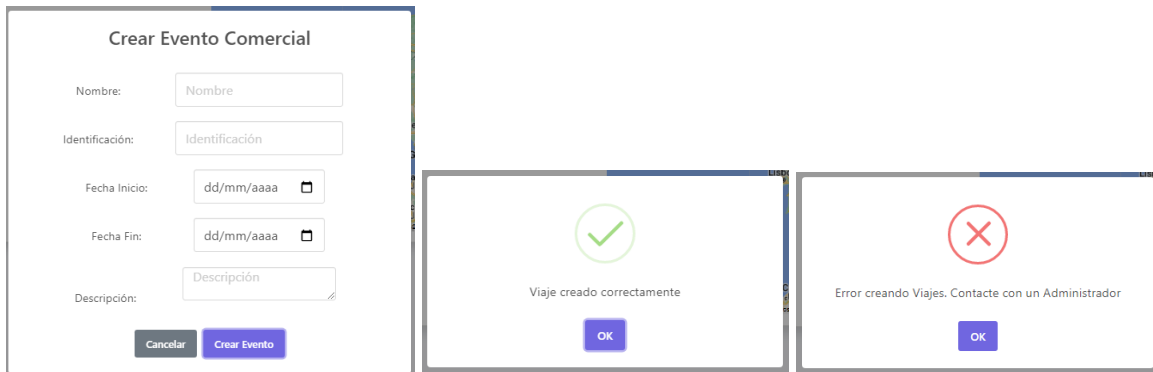 Crear Evento Comercial
Nombre:
Nombre
Identificación:
Identificación
Fecha Inicio:
dd/mm/aaaa
Fecha Fin:
dd/mm/aaaa
Descripción:
Descripción
Cancelar
Crear Evento
Viaje creado correctamente
OK
Error creando Viajes. Contacte con un Administrador
OK